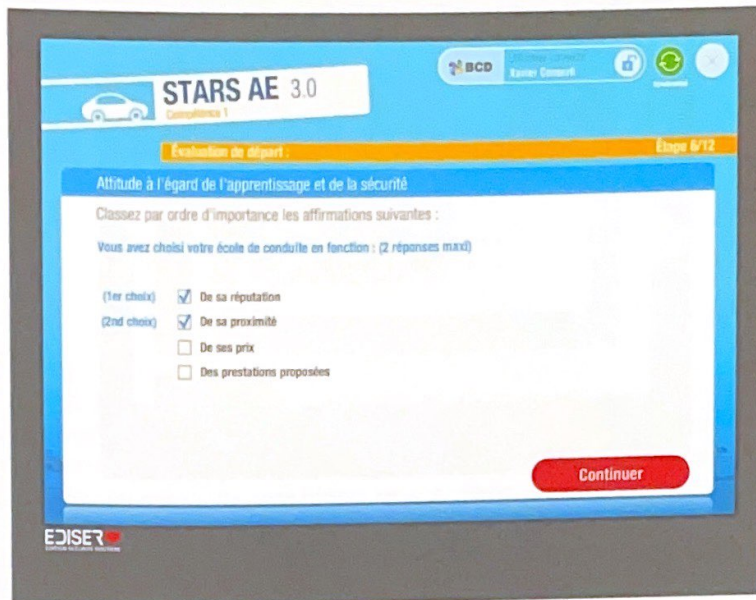 STARS AE 3.0
Compétence 1
BCD
Évaluation de départ :
Étape 6/12
Attitude à l'égard de l'apprentissage et de la sécurité
Classez par ordre d'importance les affirmations suivantes :
Vous avez choisi votre école de conduite en fonction : (2 réponses maxi)
(1er choix) De sa réputation
(2nd choix) De sa proximité
De ses prix
Des prestations proposées
Continuer
EDISER